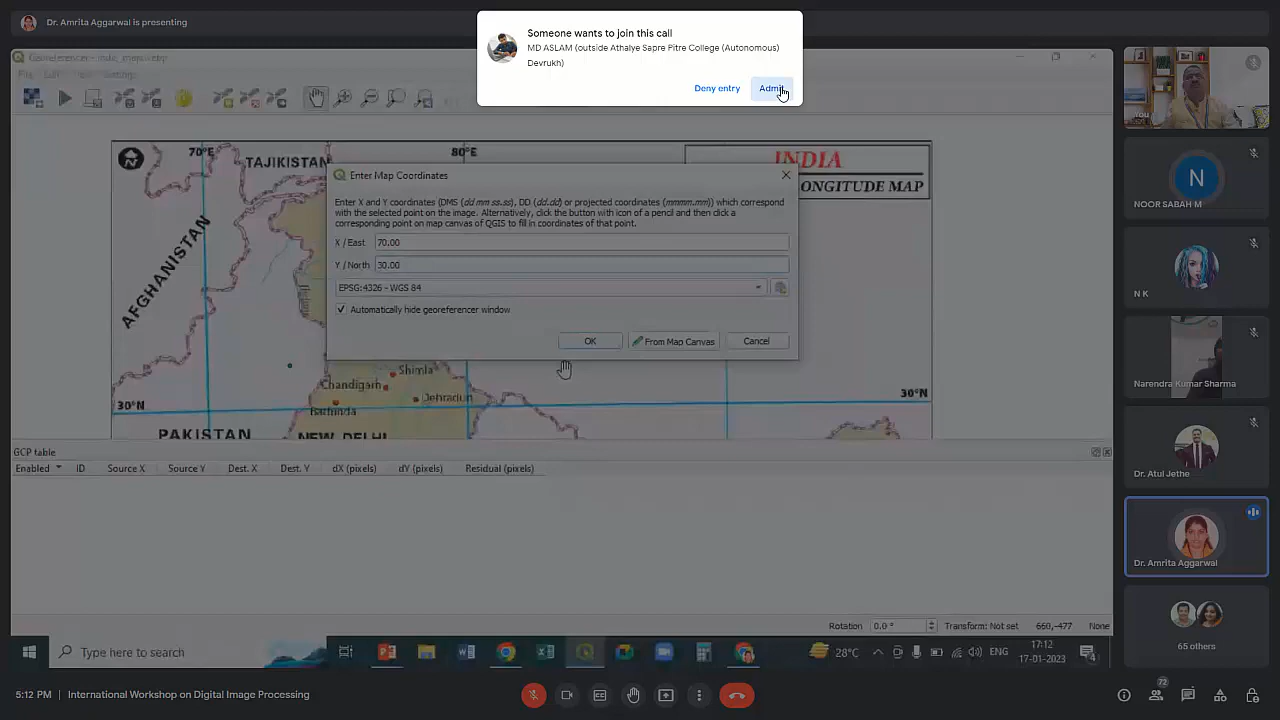 Dr. Amrita Aggarwal is presenting
Someone wants to join this call
MD ASLAM (outside Athalye Sapre Pitre College (Autonomous)
Devrukh)
Deny entry
Admit
You
70°E
TAJIKISTAN
80°E
INDIA
ONGITUDE MAP
AFGHANISTAN
Enter Map Coordinates
Enter X and Y coordinates (DMS (dd mm ss.ss), DD (dd.dd) or projected coordinates (mmmm.mm)) which correspond
with the selected point on the image. Alternatively, click the button with icon of a pencil and then click a
corresponding point on map canvas of QGIS to fill in coordinates of that point.
X / East 70.00
Y / North 30.00
EPSG:4326 - WGS 84
Automatically hide georeferencer window
OK
From Map Canvas
Cancel
Shimla
Chandigarh
Dehradun
Bathinda
30°N
30°N
PAKISTAN
NEW DELHI
GCP table
Enabled ID Source X Source Y Dest. X Dest. Y dX (pixels) dY (pixels) Residual (pixels)
Rotation 0.0 ° Transform: Not set 660,-477 None
Type here to search
28°C
ENG
17:12
17-01-2023
4
N
NOOR SABAH M
N K
Narendra Kumar Sharma
Dr. Atul Jethe
Dr. Amrita Aggarwal
65 others
5:12 PM | International Workshop on Digital Image Processing
72